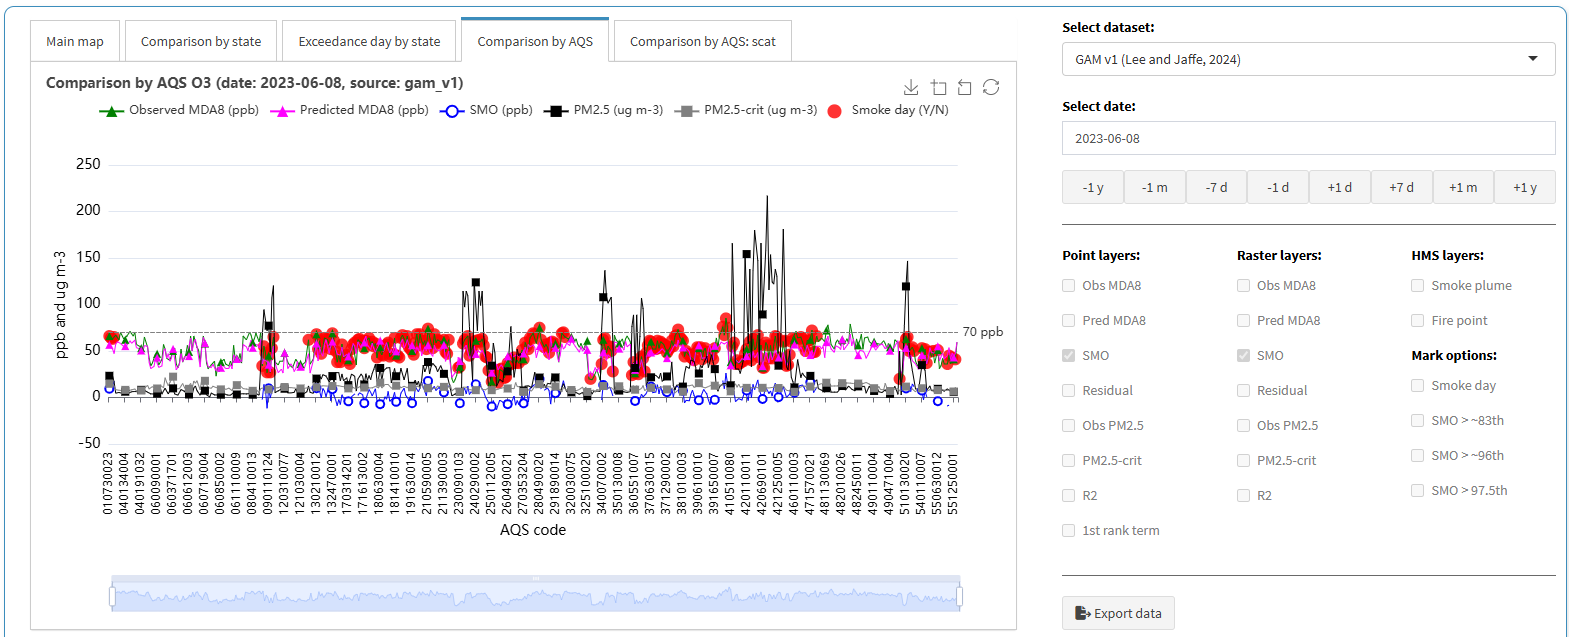 Main map
Comparison by state
Exceedance day by state
Comparison by AQS
Comparison by AQS: scat
Comparison by AQS O3 (date: 2023-06-08, source: gam_v1)
Observed MDA8 (ppb)
Predicted MDA8 (ppb)
SMO (ppb)
PM2.5 (ug m-3)
PM2.5-crit (ug m-3)
Smoke day (Y/N)
ppb and ug m-3
250
200
150
100
50
0
-50
70 ppb
010730023
040134004
040191032
060090001
060371701
060612003
060719004
060850002
061110009
080410013
090110124
120310077
121035004
130210112
132470001
170314201
171613002
180630004
181410010
191630014
210590005
211390003
230090103
240290002
250112005
260490021
270353204
280490020
291890014
320030075
325100020
340070002
350130008
360551007
370630015
371290002
381010003
390610010
391650007
410510080
420110011
420690101
421255001
460110003
471570021
481130069
482010026
482450011
490110004
490471004
510130020
540110007
550630012
551250001
AQS code
Select dataset:
GAM v1 (Lee and Jaffe, 2024)
Select date:
2023-06-08
-1 y
-1 m
-7 d
-1 d
+1 d
+7 d
+1 m
+1 y
Point layers:
Obs MDA8
Pred MDA8
SMO
Residual
Obs PM2.5
PM2.5-crit
R2
1st rank term
Raster layers:
Obs MDA8
Pred MDA8
SMO
Residual
Obs PM2.5
PM2.5-crit
R2
HMS layers:
Smoke plume
Fire point
Mark options:
Smoke day
SMO > ~83th
SMO > ~96th
SMO > 97.5th
Export data